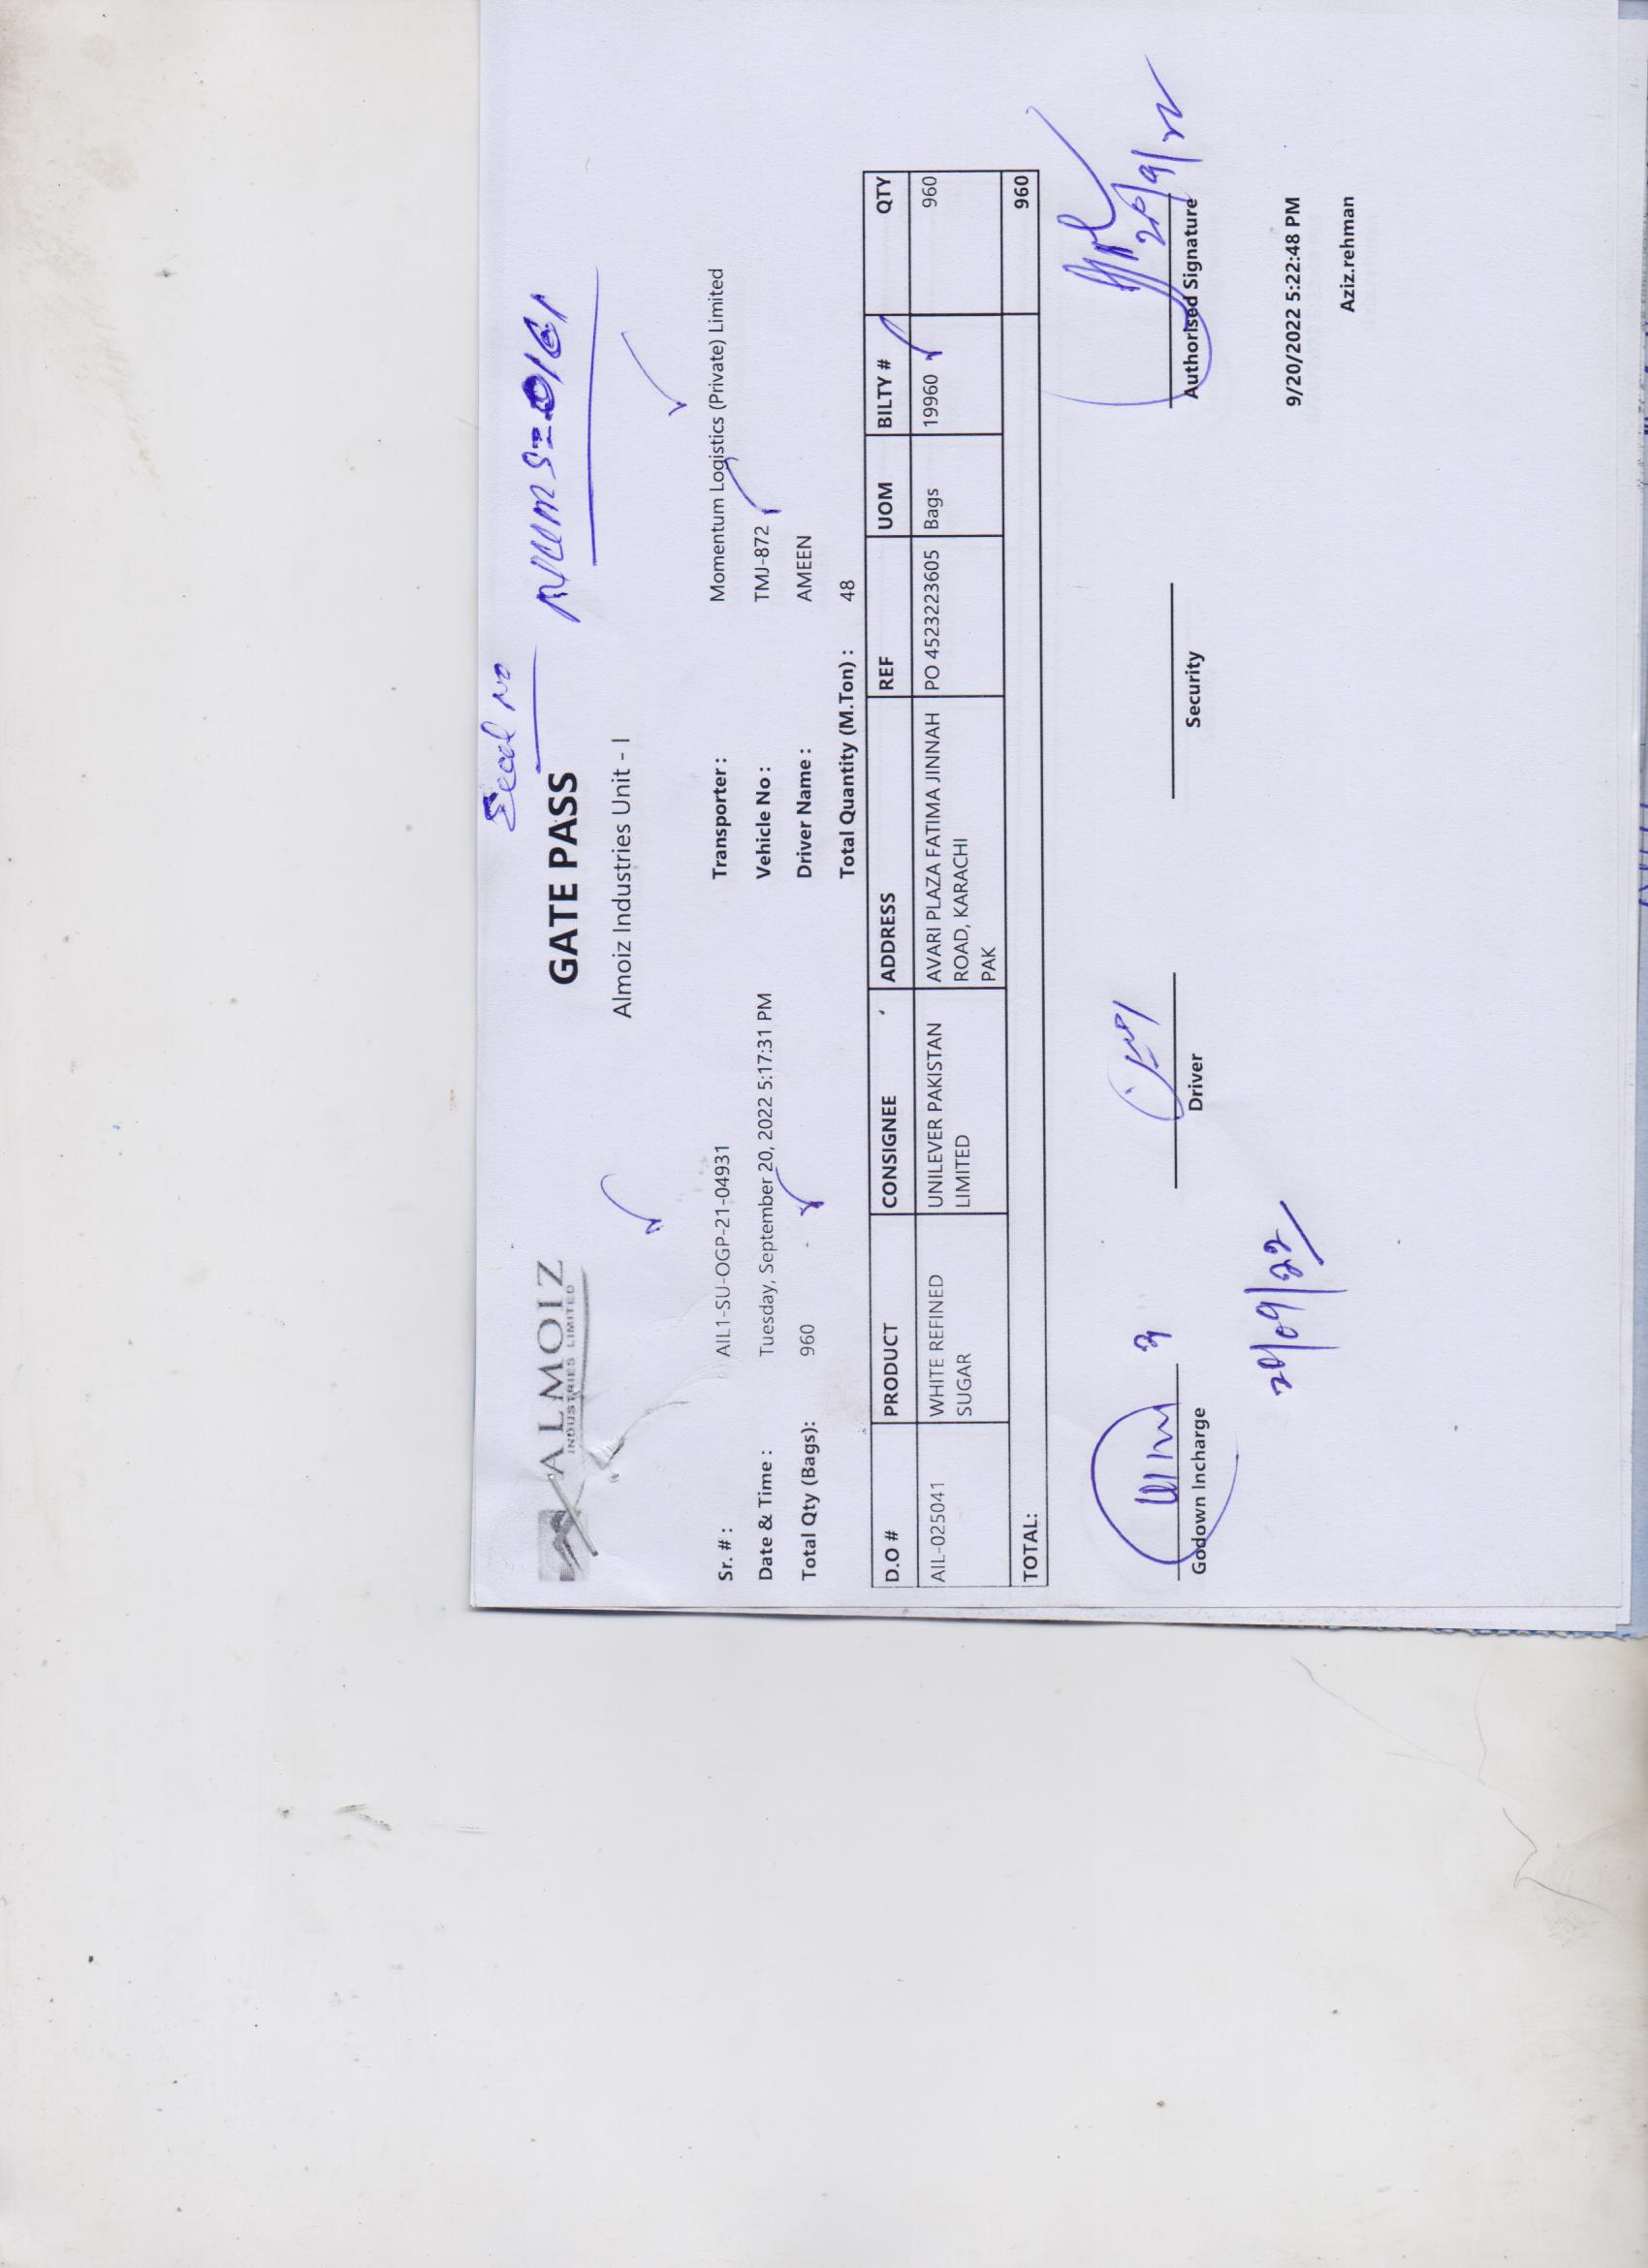 Seal no
GATE PASS
Almoiz Industries Unit - I
ALMOIZ
INDUSTRIES LIMITED
Sr. # : AIL1-SU-OGP-21-04931 Transporter : Momentum Logistics (Private) Limited
Date & Time : Tuesday, September 20, 2022 5:17:31 PM Vehicle No : TMJ-872
Total Qty (Bags): 960 Driver Name : AMEEN
Total Quantity (M.Ton) : 48
D.O # PRODUCT CONSIGNEE ADDRESS REF UOM BILTY # QTY
AIL-025041 WHITE REFINED UNILEVER PAKISTAN AVARI PLAZA FATIMA JINNAH PO 4523223605 Bags 19960 960
SUGAR LIMITED ROAD, KARACHI
PAK
TOTAL: 960
20/9/22
Godown Incharge Driver Security Authorised Signature
20/09/22
9/20/2022 5:22:48 PM
Aziz.rehman